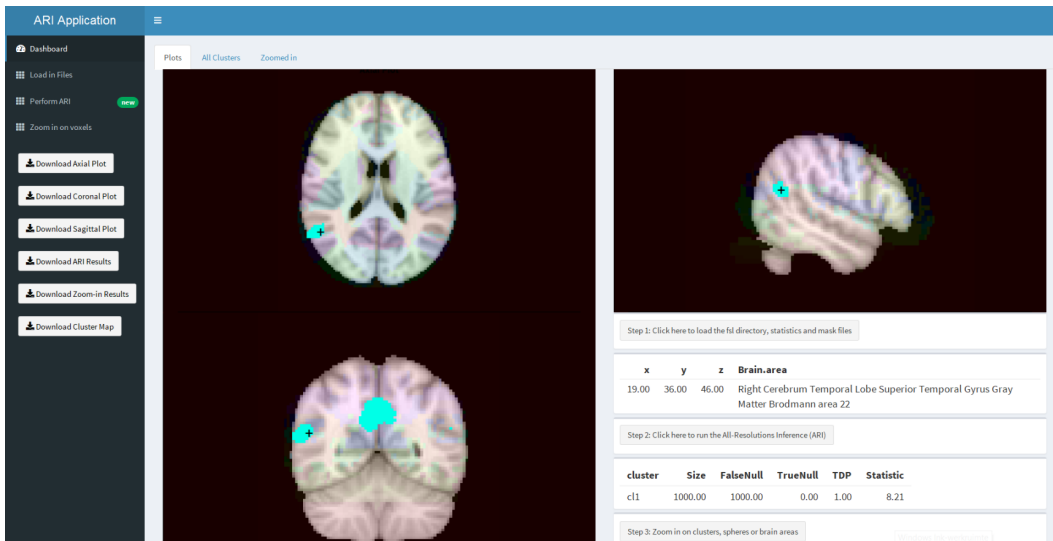 ARI Application
Dashboard
Load in Files
Perform ARI new
Zoom in on voxels
Download Axial Plot
Download Coronal Plot
Download Sagittal Plot
Download ARI Results
Download Zoom-in Results
Download Cluster Map
Plots All Clusters Zoomed in
Step 1: Click here to load the fsl directory, statistics and mask files
x y z Brain.area
19.00 36.00 46.00 Right Cerebrum Temporal Lobe Superior Temporal Gyrus Gray
Matter Brodmann area 22
Step 2: Click here to run the All-Resolutions Inference (ARI)
cluster Size FalseNull TrueNull TDP Statistic
cl1 1000.00 1000.00 0.00 1.00 8.21
Step 3: Zoom in on clusters, spheres or brain areas